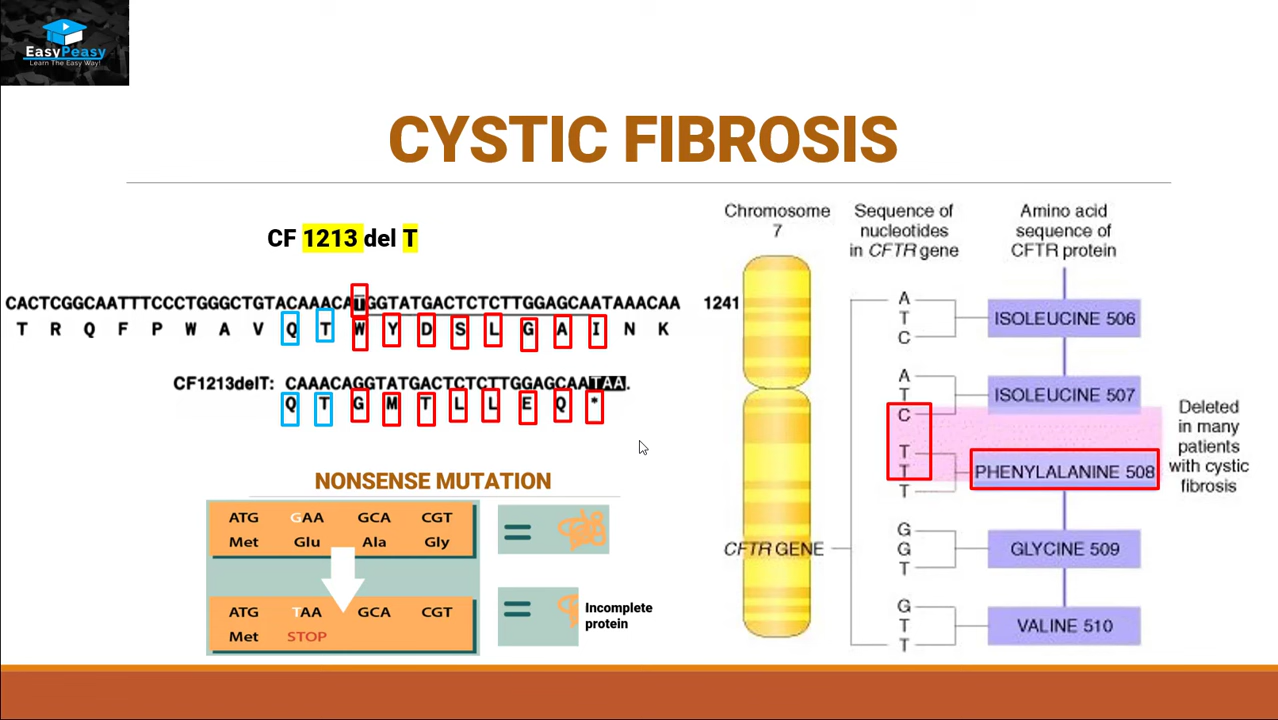 EasyPeasy
Learn The Easy Way!
CYSTIC FIBROSIS
CF 1213 del T
CACTCGGCAATTTCCCTGGGCTGTACAAACATGGTATGACTCTCTTGGAGCAATAAACAA 1241
T R Q F P W A V Q T W Y D S L G A I N K
CF1213delT: CAAACAGGTATGACTCTCTTGGAGCAATAA.
Q T G M T L L E Q *
NONSENSE MUTATION
ATG GAA GCA CGT
Met Glu Ala Gly
=
ATG TAA GCA CGT
Met STOP
=
Incomplete
protein
Chromosome
7
Sequence of
nucleotides
in CFTR gene
Amino acid
sequence of
CFTR protein
A
T
C
ISOLEUCINE 506
A
T
C
ISOLEUCINE 507
T
T
T
PHENYLALANINE 508
Deleted
in many
patients
with cystic
fibrosis
CFTR GENE
G
G
T
GLYCINE 509
G
T
T
VALINE 510